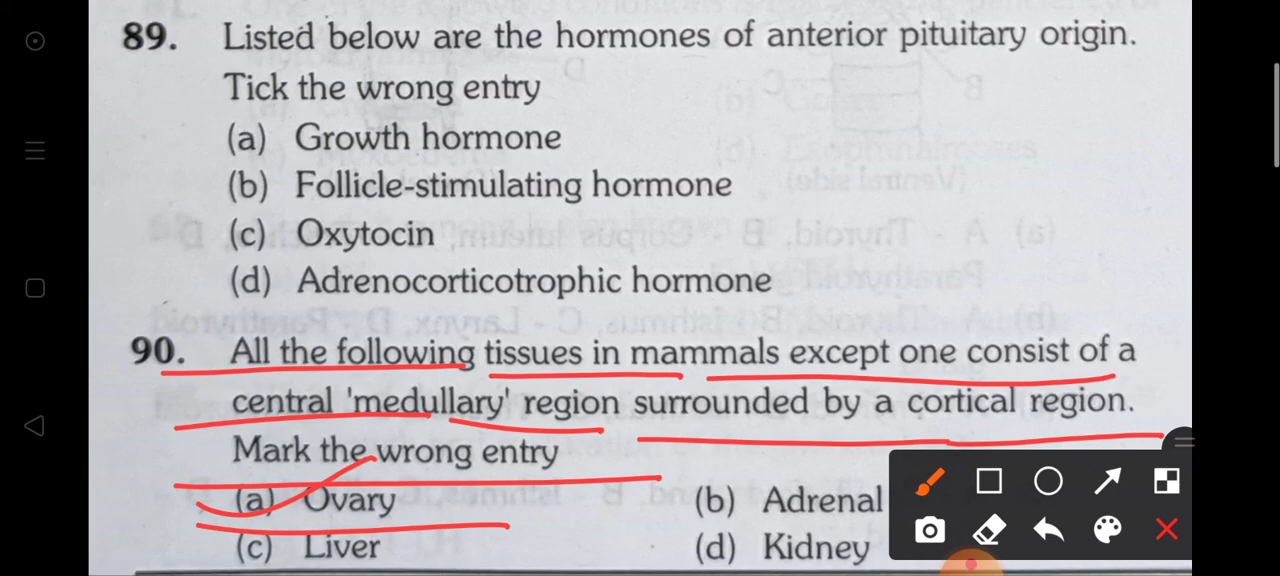 89. Listed below are the hormones of anterior pituitary origin.
Tick the wrong entry
(a) Growth hormone
(b) Follicle-stimulating hormone
(c) Oxytocin
(d) Adrenocorticotrophic hormone
90. All the following tissues in mammals except one consist of a
central 'medullary' region surrounded by a cortical region.
Mark the wrong entry
(a) Ovary (b) Adrenal
(c) Liver (d) Kidney